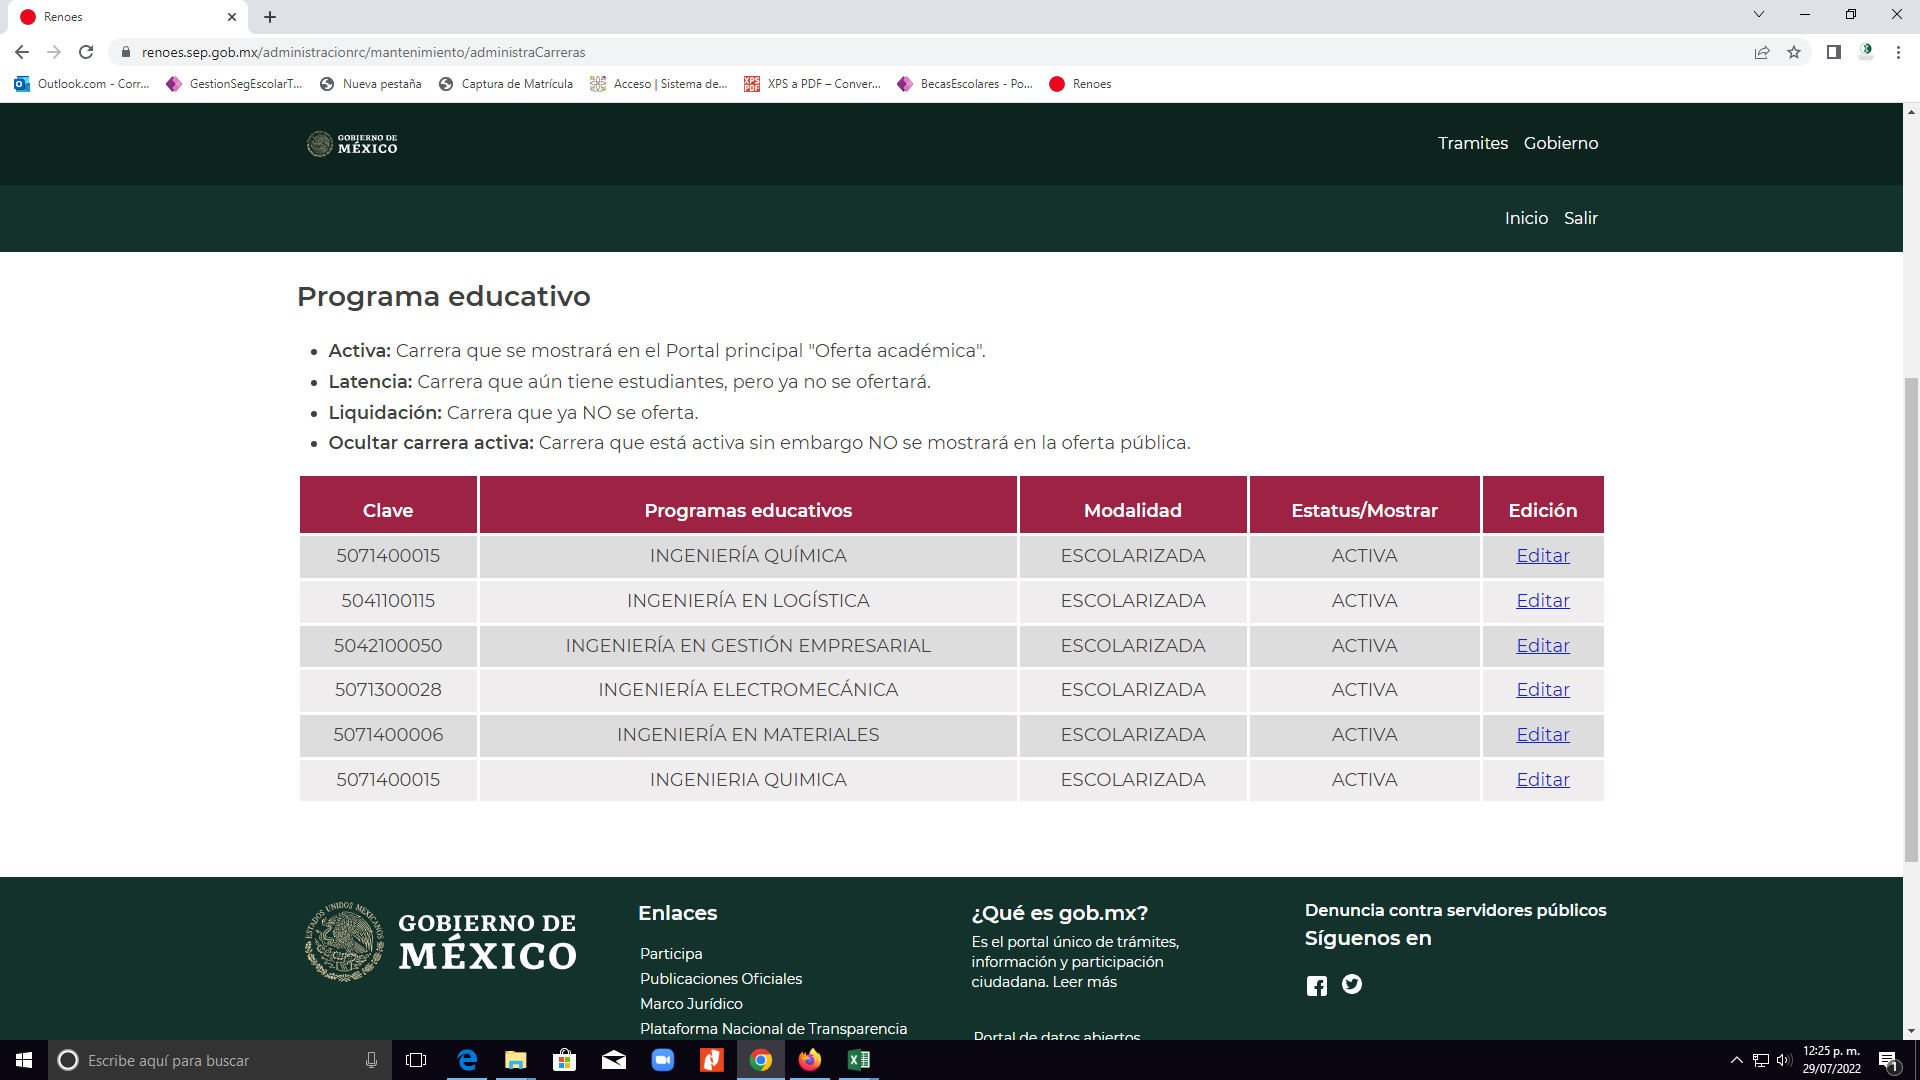 Renoes
renoes.sep.gob.mx/administracionrc/mantenimiento/administraCarreras
Outlook.com - Corr... GestionSegEscolarT... Nueva pestaña Captura de Matrícula Acceso | Sistema de... XPS a PDF – Conver... BecasEscolares - Po... Renoes
GOBIERNO DE
MÉXICO
Tramites Gobierno
Inicio Salir
Programa educativo
• Activa: Carrera que se mostrará en el Portal principal "Oferta académica".
• Latencia: Carrera que aún tiene estudiantes, pero ya no se ofertará.
• Liquidación: Carrera que ya NO se oferta.
• Ocultar carrera activa: Carrera que está activa sin embargo NO se mostrará en la oferta pública.
Clave Programas educativos Modalidad Estatus/Mostrar Edición
5071400015 INGENIERÍA QUÍMICA ESCOLARIZADA ACTIVA Editar
5041100115 INGENIERÍA EN LOGÍSTICA ESCOLARIZADA ACTIVA Editar
5042100050 INGENIERÍA EN GESTIÓN EMPRESARIAL ESCOLARIZADA ACTIVA Editar
5071300028 INGENIERÍA ELECTROMECÁNICA ESCOLARIZADA ACTIVA Editar
5071400006 INGENIERÍA EN MATERIALES ESCOLARIZADA ACTIVA Editar
5071400015 INGENIERIA QUIMICA ESCOLARIZADA ACTIVA Editar
ESTADOS UNIDOS MEXICANOS
GOBIERNO DE
MÉXICO
Enlaces
Participa
Publicaciones Oficiales
Marco Jurídico
Plataforma Nacional de Transparencia
¿Qué es gob.mx?
Es el portal único de trámites,
información y participación
ciudadana. Leer más
Portal de datos abiertos
Denuncia contra servidores públicos
Síguenos en
Escribe aquí para buscar
12:25 p. m.
29/07/2022
1